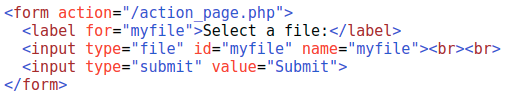 <form action="/action_page.php">
  <label for="myfile">Select a file:</label>
  <input type="file" id="myfile" name="myfile"><br><br>
  <input type="submit" value="Submit">
</form>